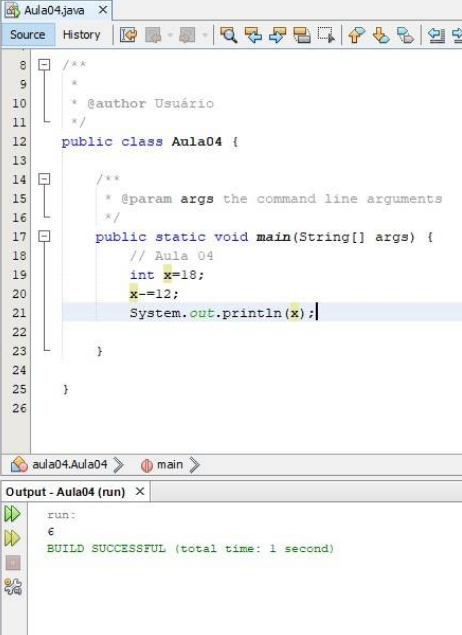 Aula04.java
Source History
8 /**
9 *
10 * @author Usuário
11 */
12 public class Aula04 {
13
14 /**
15 * @param args the command line arguments
16 */
17 public static void main(String[] args) {
18 // Aula 04
19 int x=18;
20 x-=12;
21 System.out.println(x);
22
23 }
24
25 }
26
aula04.Aula04 main
Output - Aula04 (run)
run:
6
BUILD SUCCESSFUL (total time: 1 second)